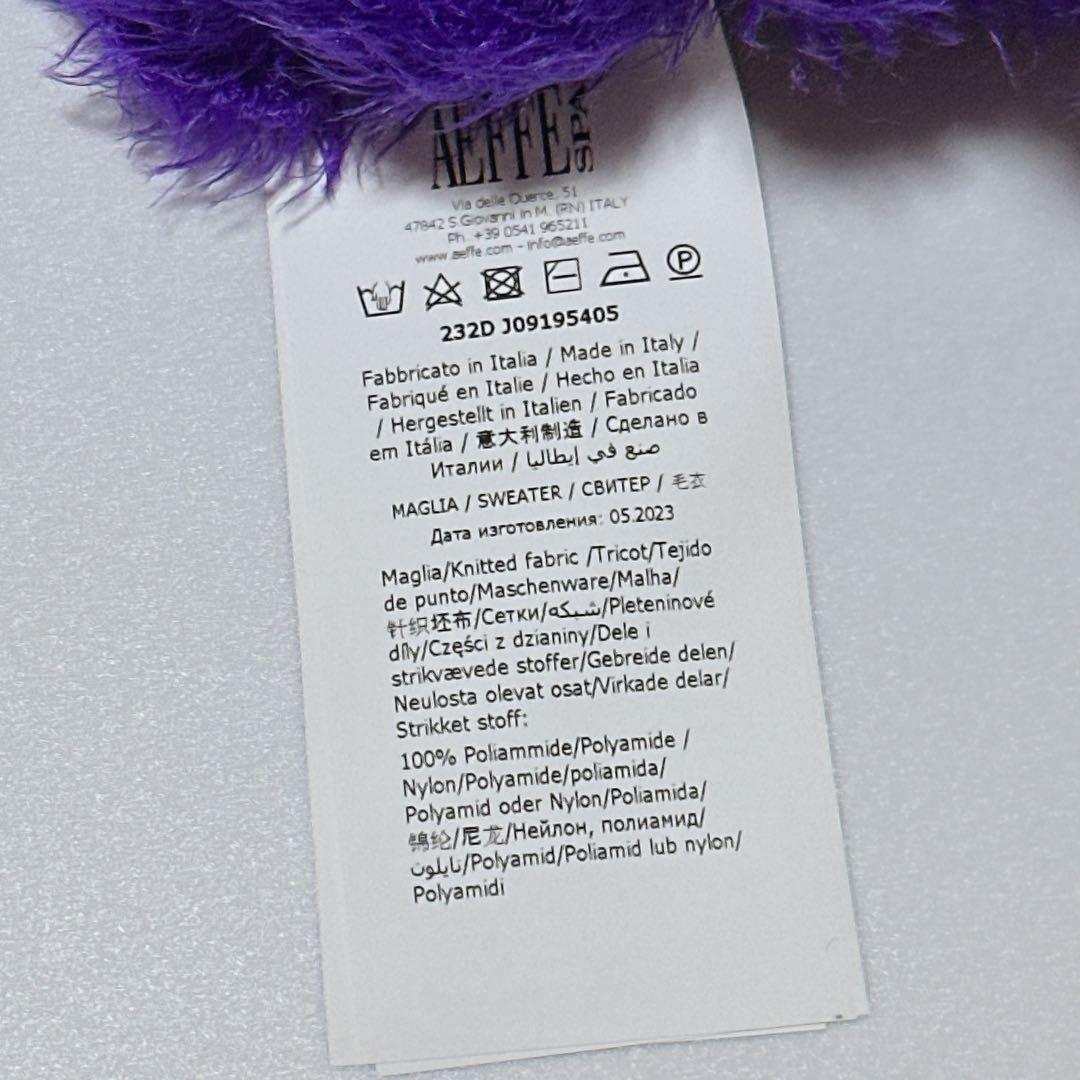 AEFFE SPA
Via delle Querce, 51
47842 S.Giovanni in M. (RN) ITALY
Ph. +39 0541 965211
www.aeffe.com - info@aeffe.com
P
232D J09195405
Fabbricato in Italia / Made in Italy /
Fabriqué en Italie / Hecho en Italia
/ Hergestellt in Italien / Fabricado
em Itália / 意大利制造 / Сделано в
Италии / صنع في إيطاليا
MAGLIA / SWEATER / СВИТЕР / 毛衣
Дата изготовления: 05.2023
Maglia/Knitted fabric /Tricot/Tejido
de punto/Maschenware/Malha/
针织坯布/Сетки/شبكه/Pleteninové
díly/Części z dzianiny/Dele i
strikvævede stoffer/Gebreide delen/
Neulosta olevat osat/Virkade delar/
Strikket stoff:
100% Poliammide/Polyamide /
Nylon/Polyamide/poliamida/
Polyamid oder Nylon/Poliamida/
锦纶/尼龙/Нейлон, полиамид/
نايلون/Polyamid/Poliamid lub nylon/
Polyamidi